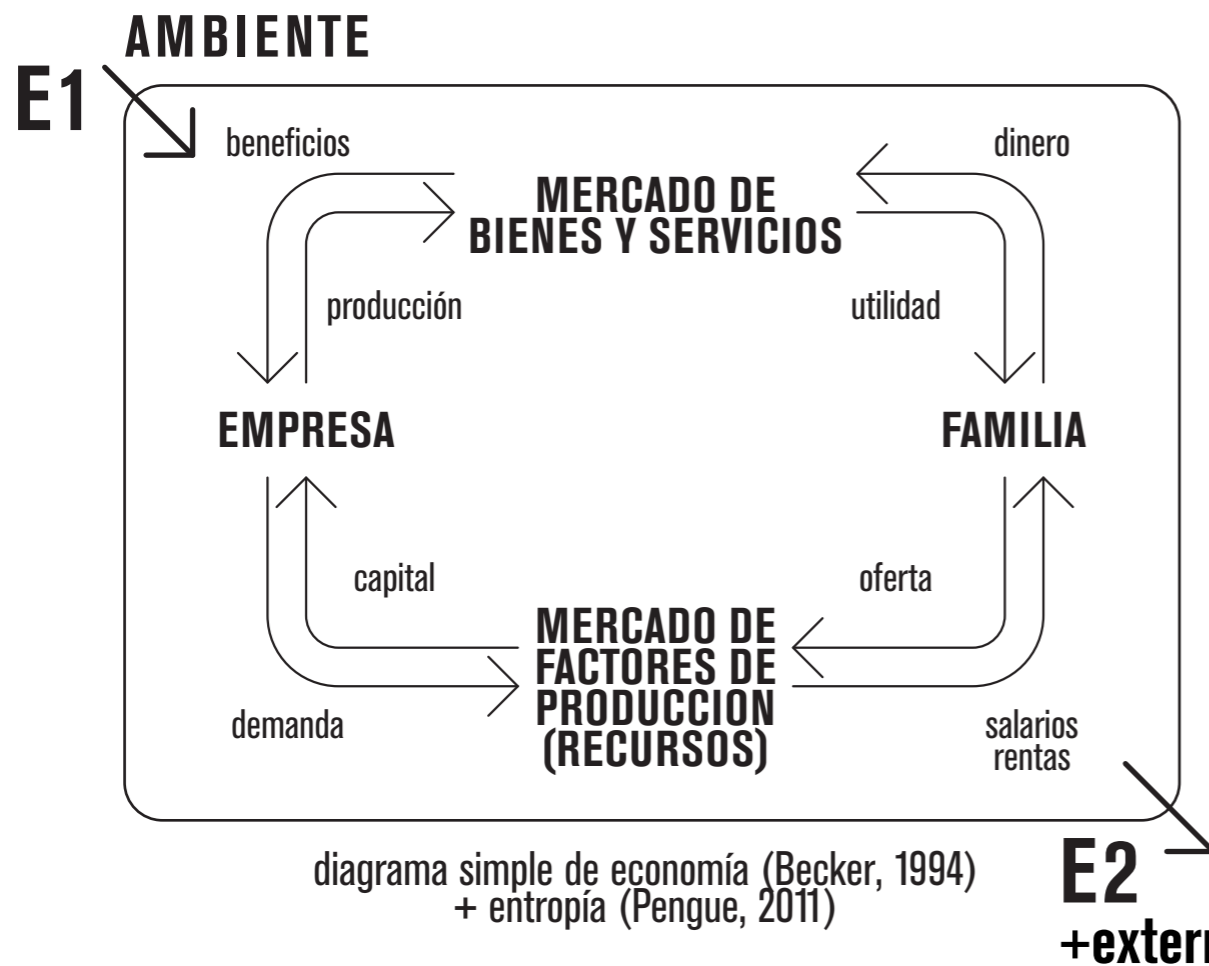 AMBIENTE
E1
beneficios
dinero
MERCADO DE
BIENES Y SERVICIOS
producción
utilidad
EMPRESA
FAMILIA
capital
oferta
MERCADO DE
FACTORES DE
PRODUCCION
(RECURSOS)
demanda
salarios
rentas
diagrama simple de economía (Becker, 1994)
+ entropía (Pengue, 2011)
E2